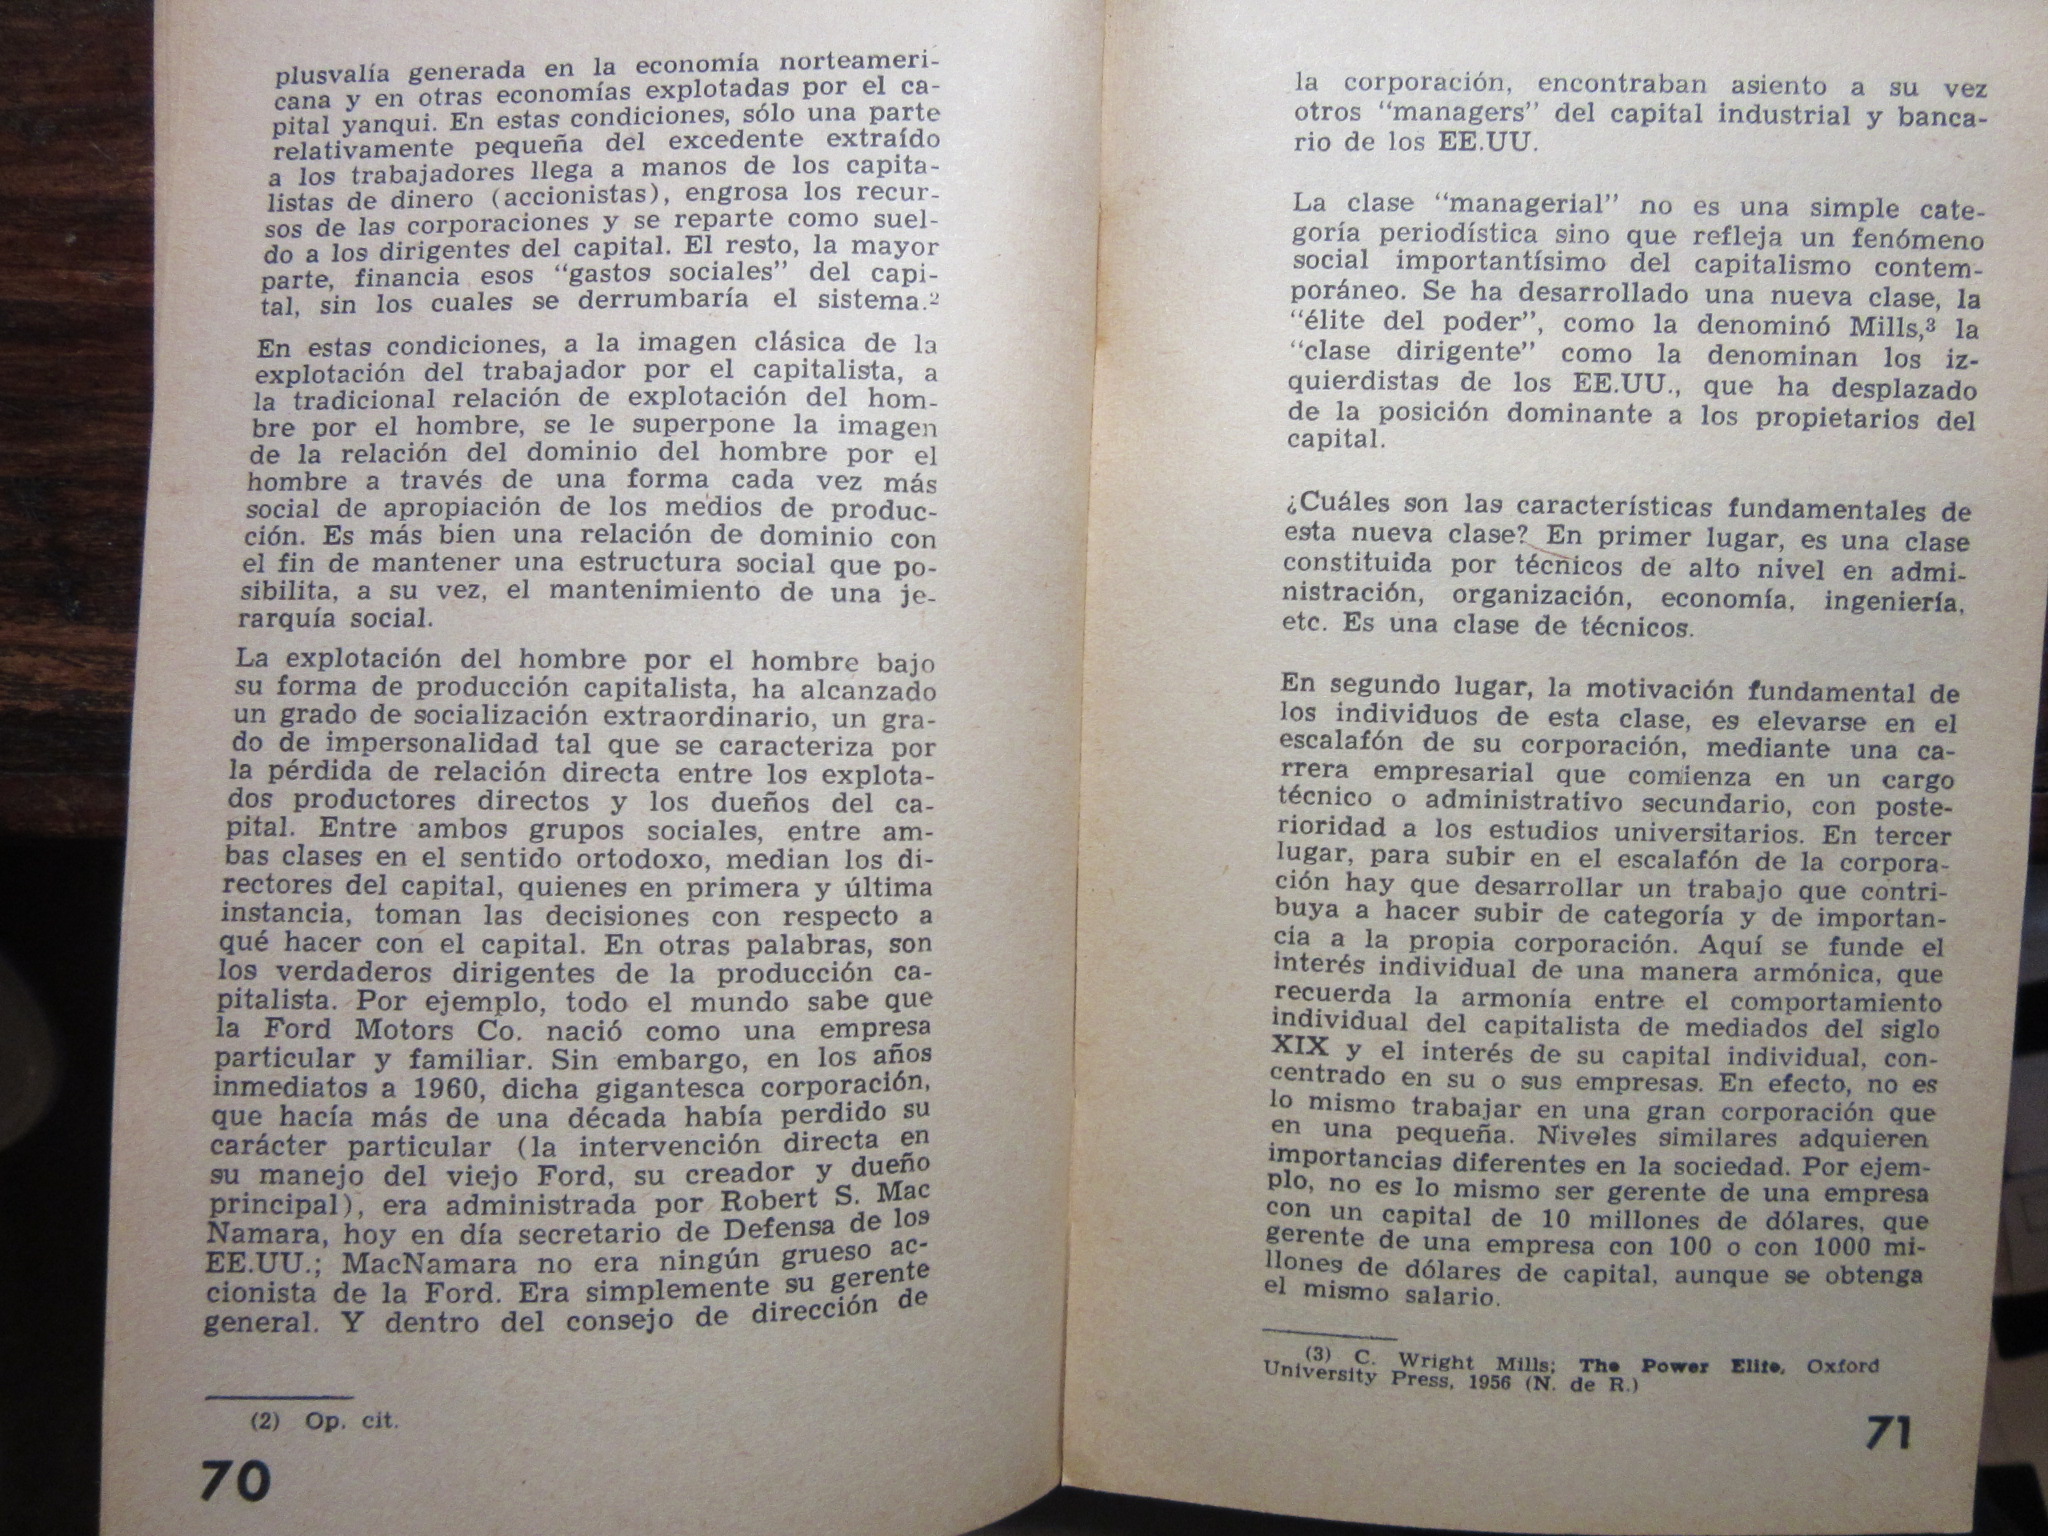 plusvalía generada en la economía norteameri-
cana y en otras economías explotadas por el ca-
pital yanqui. En estas condiciones, sólo una parte
relativamente pequeña del excedente extraído
a los trabajadores llega a manos de los capita-
listas de dinero (accionistas), engrosa los recur-
sos de las corporaciones y se reparte como suel-
do a los dirigentes del capital. El resto, la mayor
parte, financia esos "gastos sociales" del capi-
tal, sin los cuales se derrumbaría el sistema.²
En estas condiciones, a la imagen clásica de la
explotación del trabajador por el capitalista, a
la tradicional relación de explotación del hom-
bre por el hombre, se le superpone la imagen
de la relación del dominio del hombre por el
hombre a través de una forma cada vez más
social de apropiación de los medios de produc-
ción. Es más bien una relación de dominio con
el fin de mantener una estructura social que po-
sibilita, a su vez, el mantenimiento de una je-
rarquía social.
La explotación del hombre por el hombre bajo
su forma de producción capitalista, ha alcanzado
un grado de socialización extraordinario, un gra-
do de impersonalidad tal que se caracteriza por
la pérdida de relación directa entre los explota-
dos productores directos y los dueños del ca-
pital. Entre ambos grupos sociales, entre am-
bas clases en el sentido ortodoxo, median los di-
rectores del capital, quienes en primera y última
instancia, toman las decisiones con respecto a
qué hacer con el capital. En otras palabras, son
los verdaderos dirigentes de la producción ca-
pitalista. Por ejemplo, todo el mundo sabe que
la Ford Motors Co. nació como una empresa
particular y familiar. Sin embargo, en los años
inmediatos a 1960, dicha gigantesca corporación,
que hacía más de una década había perdido su
carácter particular (la intervención directa en
su manejo del viejo Ford, su creador y dueño
principal), era administrada por Robert S. Mac
Namara, hoy en día secretario de Defensa de los
EE.UU.; MacNamara no era ningún grueso ac-
cionista de la Ford. Era simplemente su gerente
general. Y dentro del consejo de dirección de
(2) Op. cit.
70
la corporación, encontraban asiento a su vez
otros "managers" del capital industrial y banca-
rio de los EE.UU.
La clase "managerial" no es una simple cate-
goría periodística sino que refleja un fenómeno
social importantísimo del capitalismo contem-
poráneo. Se ha desarrollado una nueva clase, la
"élite del poder", como la denominó Mills,³ la
"clase dirigente" como la denominan los iz-
quierdistas de los EE.UU., que ha desplazado
de la posición dominante a los propietarios del
capital.
¿Cuáles son las características fundamentales de
esta nueva clase? En primer lugar, es una clase
constituida por técnicos de alto nivel en admi-
nistración, organización, economía, ingeniería,
etc. Es una clase de técnicos.
En segundo lugar, la motivación fundamental de
los individuos de esta clase, es elevarse en el
escalafón de su corporación, mediante una ca-
rrera empresarial que comienza en un cargo
técnico o administrativo secundario, con poste-
rioridad a los estudios universitarios. En tercer
lugar, para subir en el escalafón de la corpora-
ción hay que desarrollar un trabajo que contri-
buya a hacer subir de categoría y de importan-
cia a la propia corporación. Aquí se funde el
interés individual de una manera armónica, que
recuerda la armonía entre el comportamiento
individual del capitalista de mediados del siglo
XIX y el interés de su capital individual, con-
centrado en su o sus empresas. En efecto, no es
lo mismo trabajar en una gran corporación que
en una pequeña. Niveles similares adquieren
importancias diferentes en la sociedad. Por ejem-
plo, no es lo mismo ser gerente de una empresa
con un capital de 10 millones de dólares, que
gerente de una empresa con 100 o con 1000 mi-
llones de dólares de capital, aunque se obtenga
el mismo salario.
(3) C. Wright Mills; The Power Elite, Oxford
University Press, 1956 (N. de R.)
71